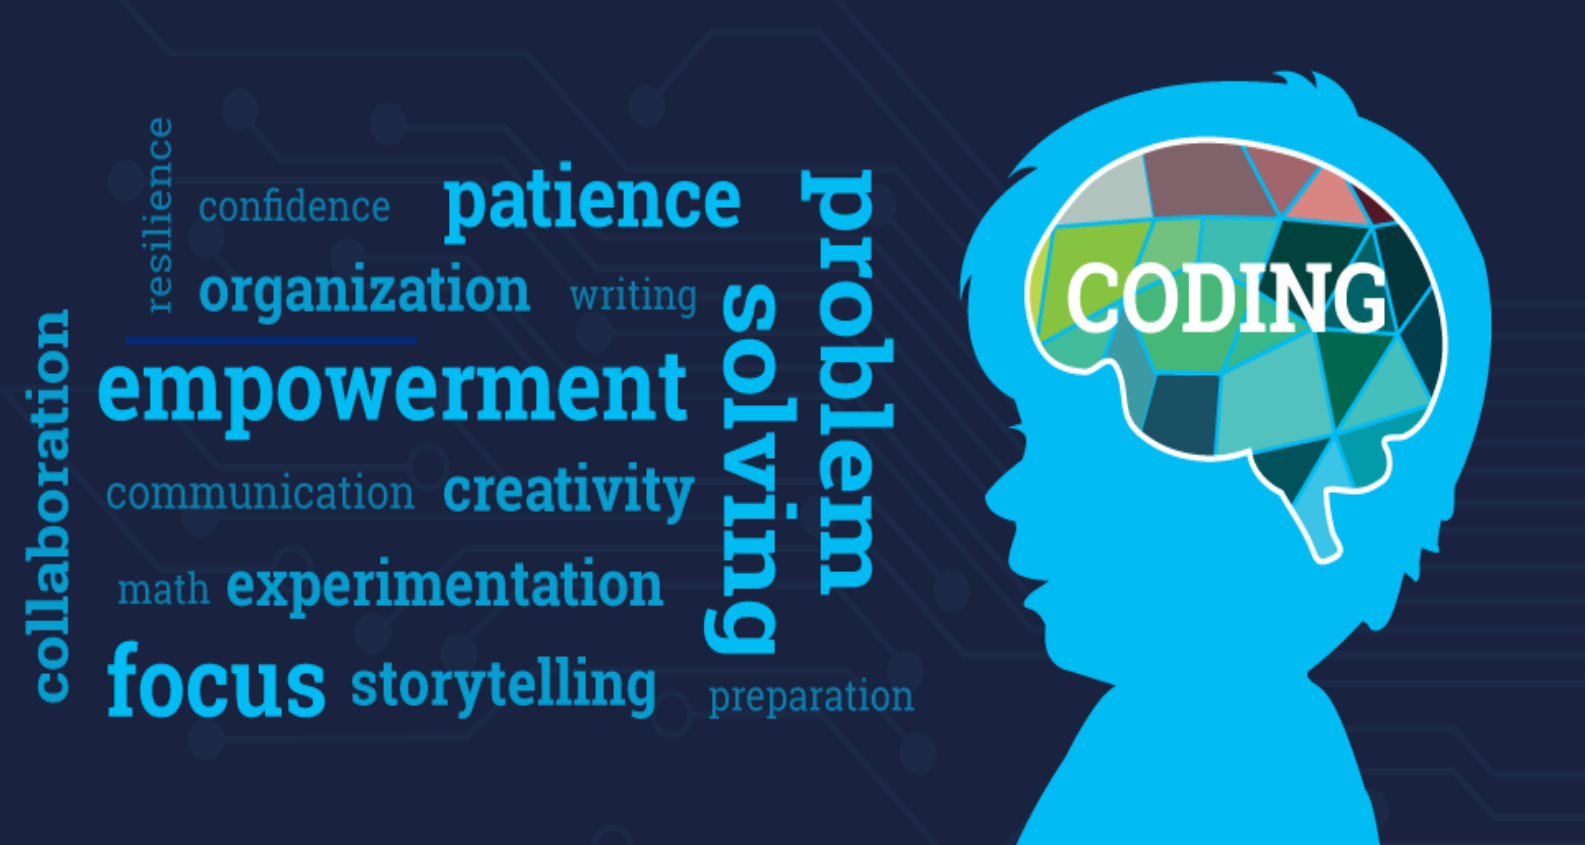 resilience
confidence
patience
organization
writing
problem
solving
collaboration
empowerment
communication
creativity
math
experimentation
focus
storytelling
preparation
CODING